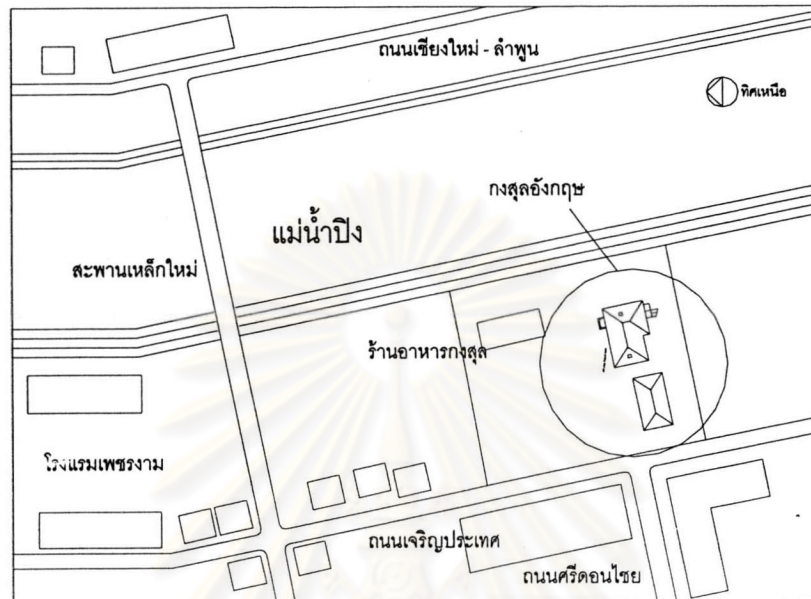 ถนนเชียงใหม่ - ลำพูน
ทิศเหนือ
กงสุลอังกฤษ
แม่น้ำปิง
สะพานเหล็กใหม่
ร้านอาหารกงสุล
โรงแรมเพชรงาม
ถนนเจริญประเทศ
ถนนศรีดอนไชย